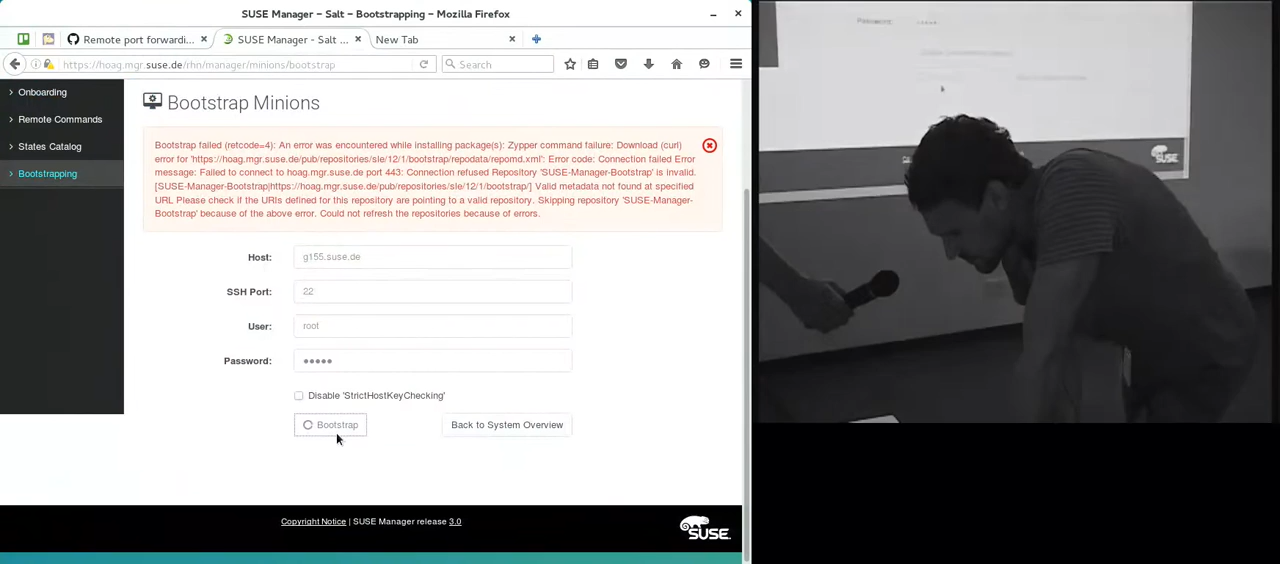 SUSE Manager – Salt – Bootstrapping – Mozilla Firefox
Remote port forwardi...
SUSE Manager - Salt ...
New Tab
https://hoag.mgr.suse.de/rhn/manager/minions/bootstrap
Search
Onboarding
Remote Commands
States Catalog
Bootstrapping
Bootstrap Minions
Bootstrap failed (retcode=4): An error was encountered while installing package(s): Zypper command failure: Download (curl)
error for 'https://hoag.mgr.suse.de/pub/repositories/sle/12/1/bootstrap/repodata/repomd.xml': Error code: Connection failed Error
message: Failed to connect to hoag.mgr.suse.de port 443: Connection refused Repository 'SUSE-Manager-Bootstrap' is invalid.
[SUSE-Manager-Bootstrap|https://hoag.mgr.suse.de/pub/repositories/sle/12/1/bootstrap/] Valid metadata not found at specified
URL Please check if the URIs defined for this repository are pointing to a valid repository. Skipping repository 'SUSE-Manager-
Bootstrap' because of the above error. Could not refresh the repositories because of errors.
Host: g155.suse.de
SSH Port: 22
User: root
Password: •••••
Disable 'StrictHostKeyChecking'
Bootstrap
Back to System Overview
Copyright Notice | SUSE Manager release 3.0
SUSE
Password:
SUSE